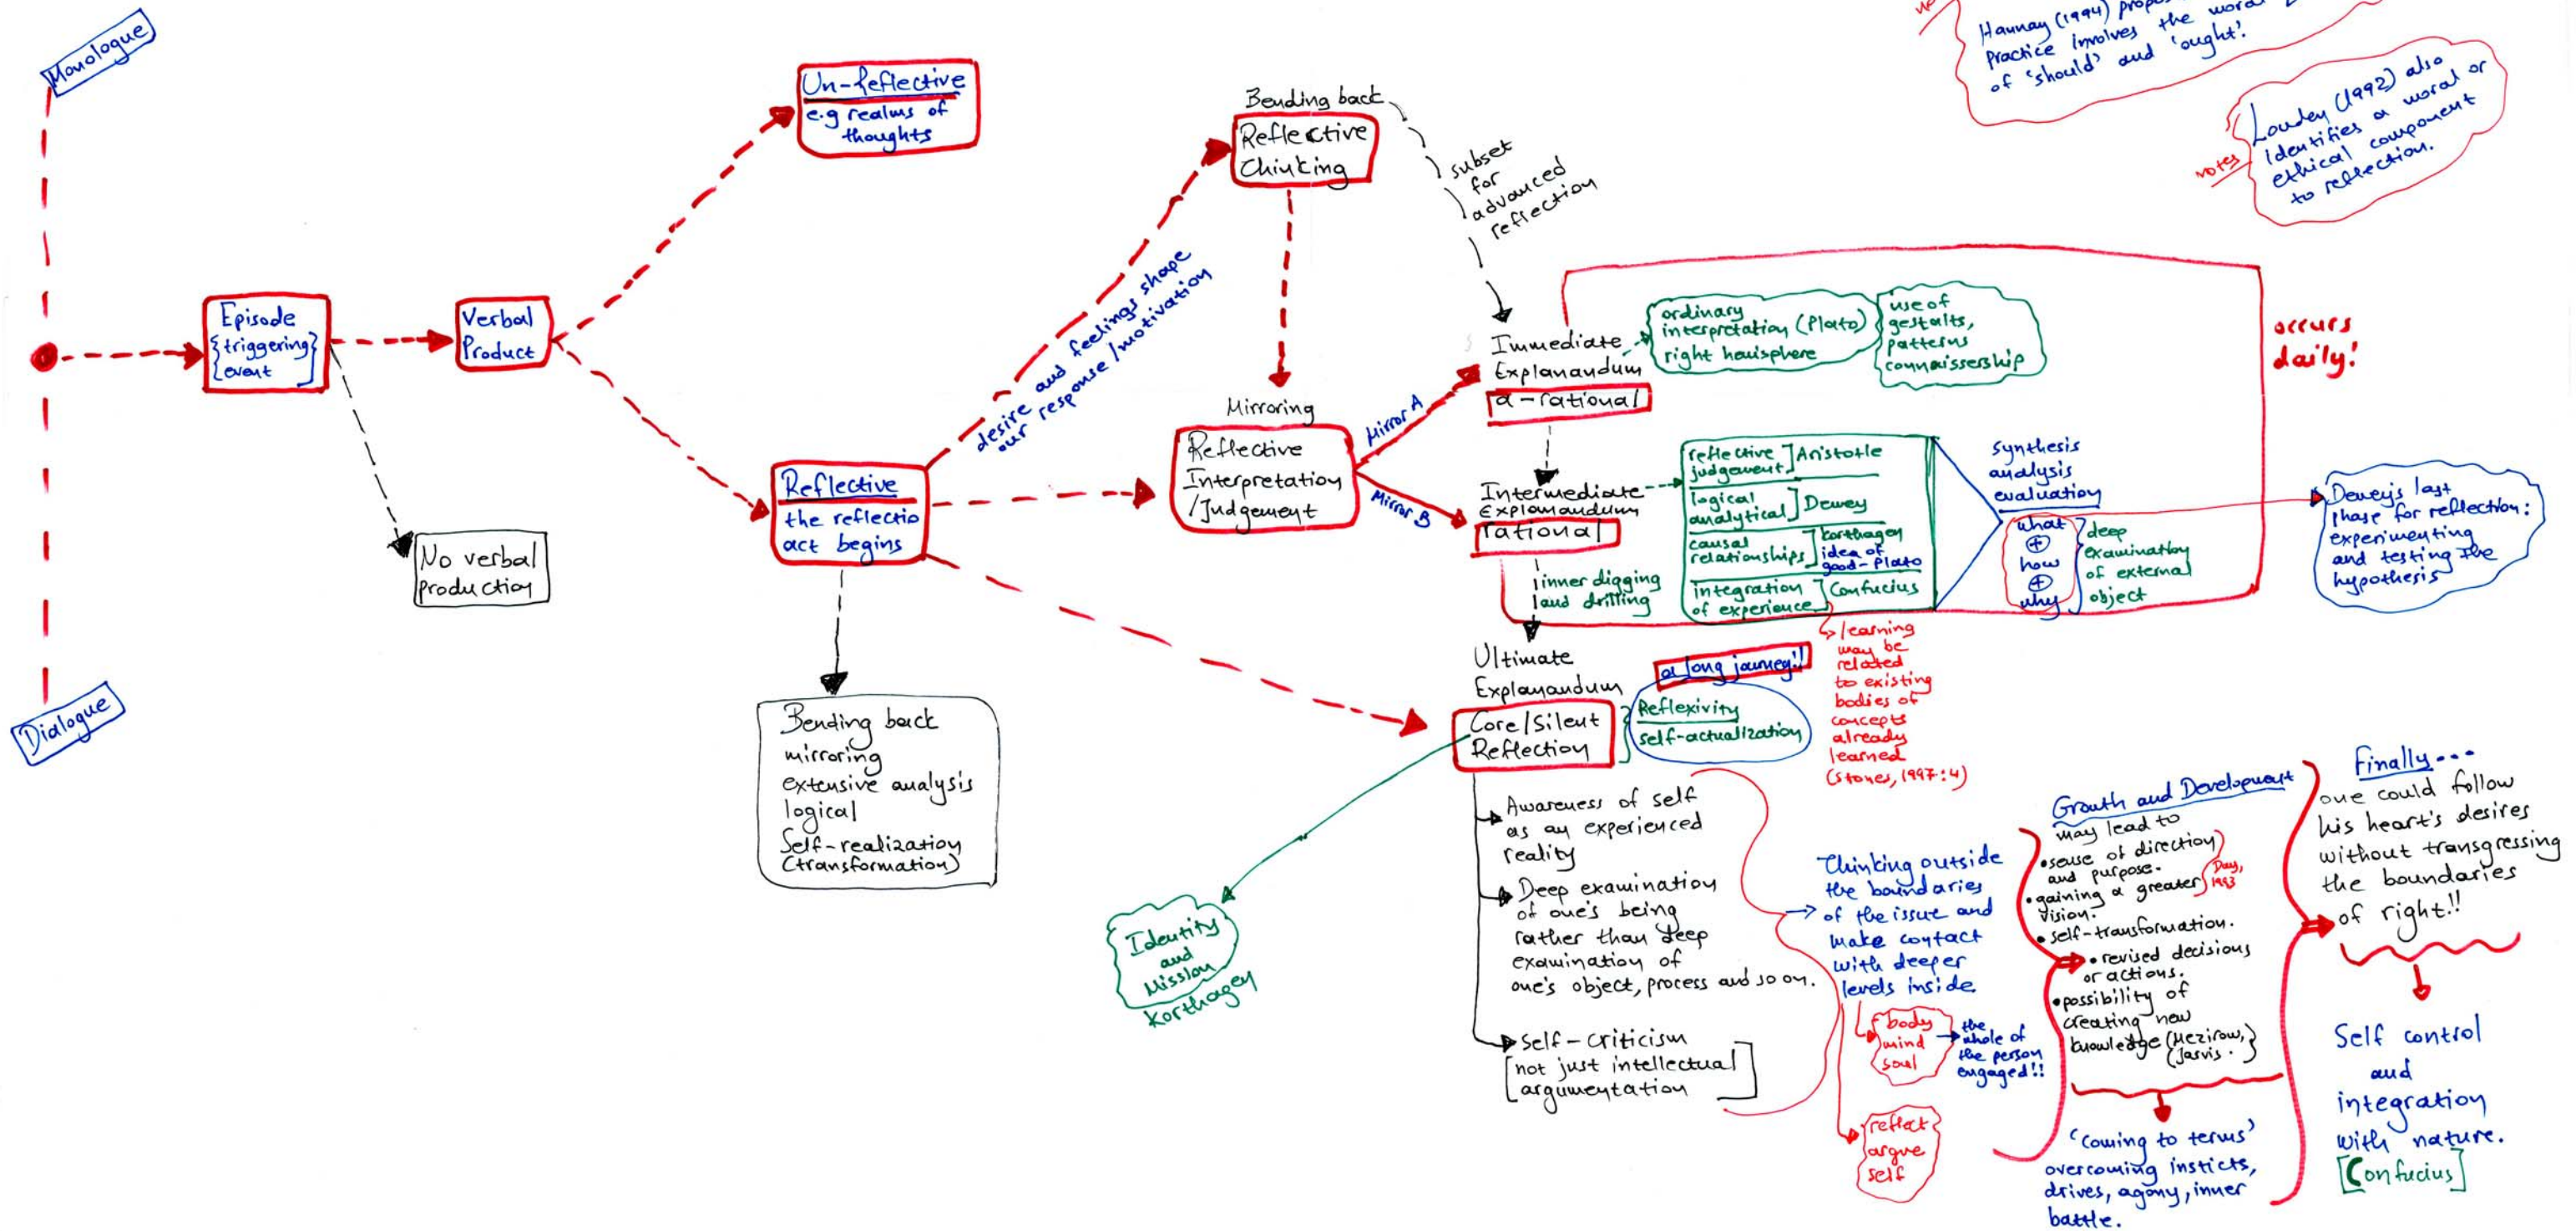 Monologue
Dialogue
Episode
{triggering}
event
Verbal
Product
No verbal
production
Un-Reflective
e.g realms of
thoughts
Reflective
the reflectio
act begins
Bending back
mirroring
extensive analysis
logical
Self-realization
(transformation)
desire and feelings shape
our response/motivation
Bending back
Reflective
Thinking
subset
for
advanced
reflection
Mirroring
Reflective
Interpretation
/Judgement
Mirror A
Mirror B
Immediate
Explanandum
a-rational
ordinary
interpretation (Plato)
right hemisphere
use of
gestalts,
patterns
connaissership
occurs
daily!
Intermediate
Explanandum
rational
inner digging
and drilling
reflective
judgement] Aristotle
logical
analytical] Dewey
causal
relationships] korthagen
idea of
good-Plato
integration
of experience] Confucius
synthesis
analysis
evaluation
what
+
how
+
why
deep
examination
of external
object
Dewey's last
phase for reflection:
experimenting
and testing the
hypothesis
learning
may be
related
to existing
bodies of
concepts
already
learned
(Stones, 1997:4)
Ultimate
Explanandum
Core/Silent
Reflection
a long journey!!
Reflexivity
self-actualization
Identity
and
Mission
korthagen
Awareness of self
as an experienced
reality
Deep examination
of one's being
rather than deep
examination of
one's object, process and so on.
Self-criticism
[not just intellectual
argumentation]
Thinking outside
the boundaries
of the issue and
make contact
with deeper
levels inside
body
mind
soul
the
whole of
the person
engaged!!
reflect
argue
self
Growth and Development
may lead to
•sense of direction
and purpose.
•gaining a greater
vision.
Day,
1993
•self-transformation.
•revised decisions
or actions.
•possibility of
creating new
knowledge (Mezirow,
(Jarvis.)
'Coming to terms'
overcoming insticts,
drives, agony, inner
battle.
Finally...
one could follow
his heart's desires
without transgressing
the boundaries
of right!!
Self control
and
integration
with nature.
[Confucius]
Hannay (1994)
Practice involves the
of 'should' and 'ought'.
notes
Louden (1992) also
identifies a moral or
ethical component
to reflection.